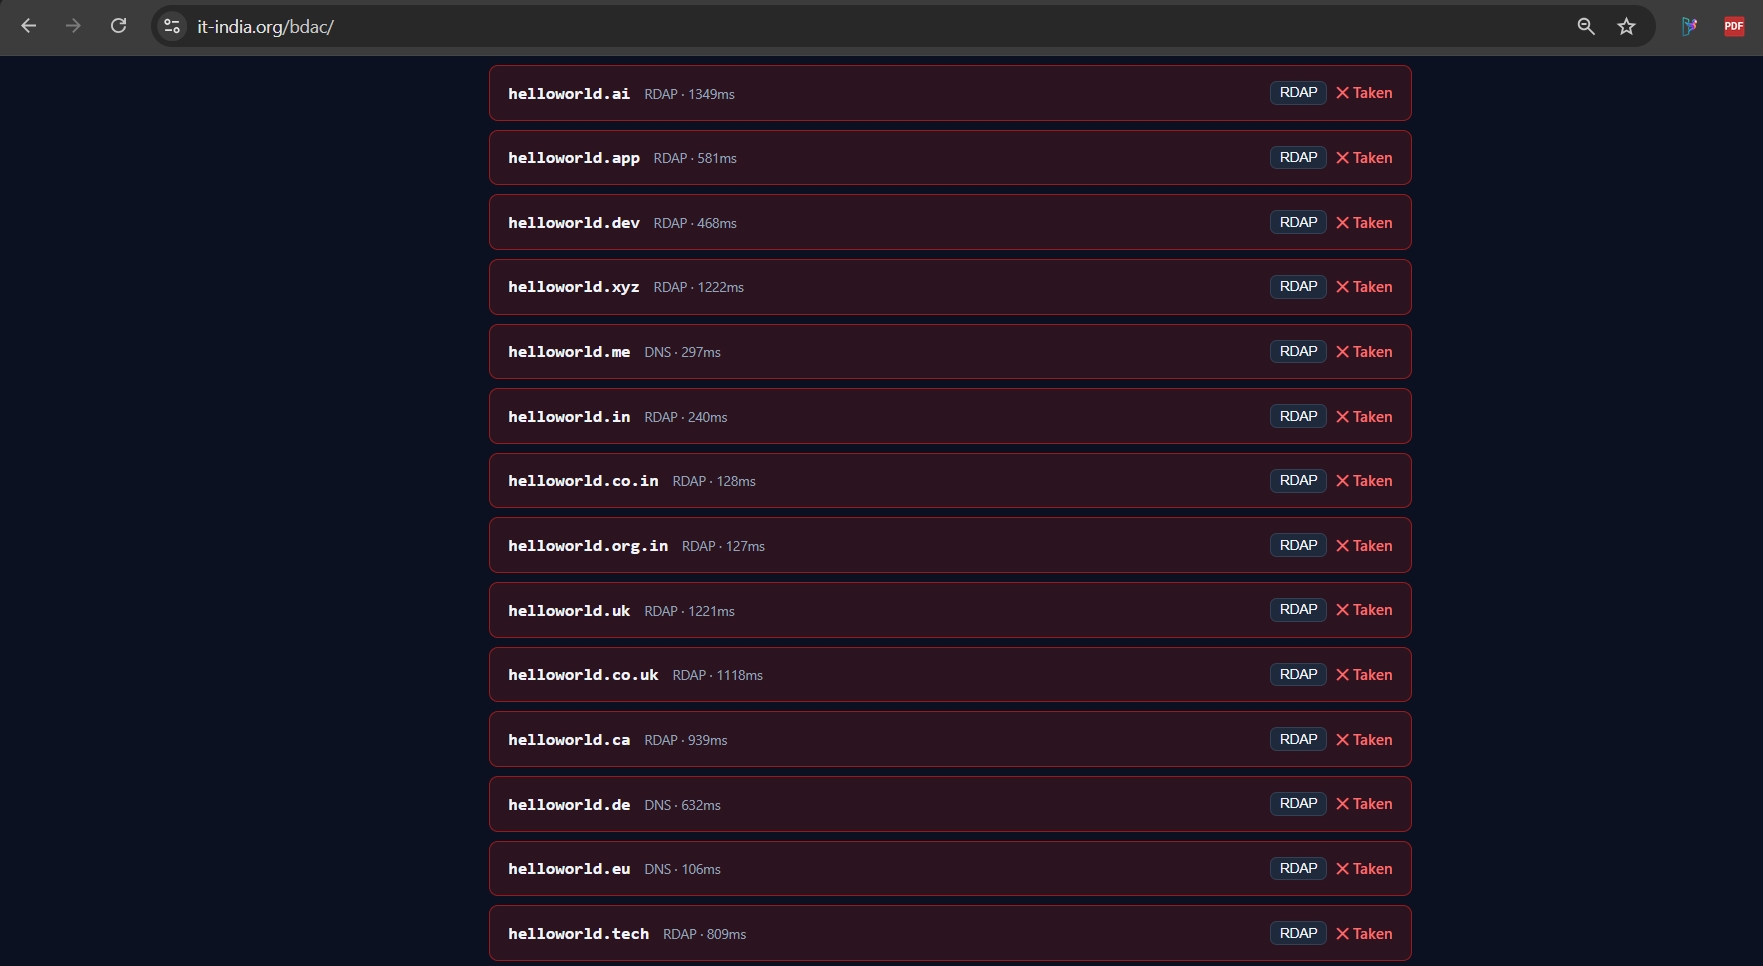 it-india.org/bdac/
PDF
helloworld.ai RDAP · 1349ms RDAP ✕ Taken
helloworld.app RDAP · 581ms RDAP ✕ Taken
helloworld.dev RDAP · 468ms RDAP ✕ Taken
helloworld.xyz RDAP · 1222ms RDAP ✕ Taken
helloworld.me DNS · 297ms RDAP ✕ Taken
helloworld.in RDAP · 240ms RDAP ✕ Taken
helloworld.co.in RDAP · 128ms RDAP ✕ Taken
helloworld.org.in RDAP · 127ms RDAP ✕ Taken
helloworld.uk RDAP · 1221ms RDAP ✕ Taken
helloworld.co.uk RDAP · 1118ms RDAP ✕ Taken
helloworld.ca RDAP · 939ms RDAP ✕ Taken
helloworld.de DNS · 632ms RDAP ✕ Taken
helloworld.eu DNS · 106ms RDAP ✕ Taken
helloworld.tech RDAP · 809ms RDAP ✕ Taken